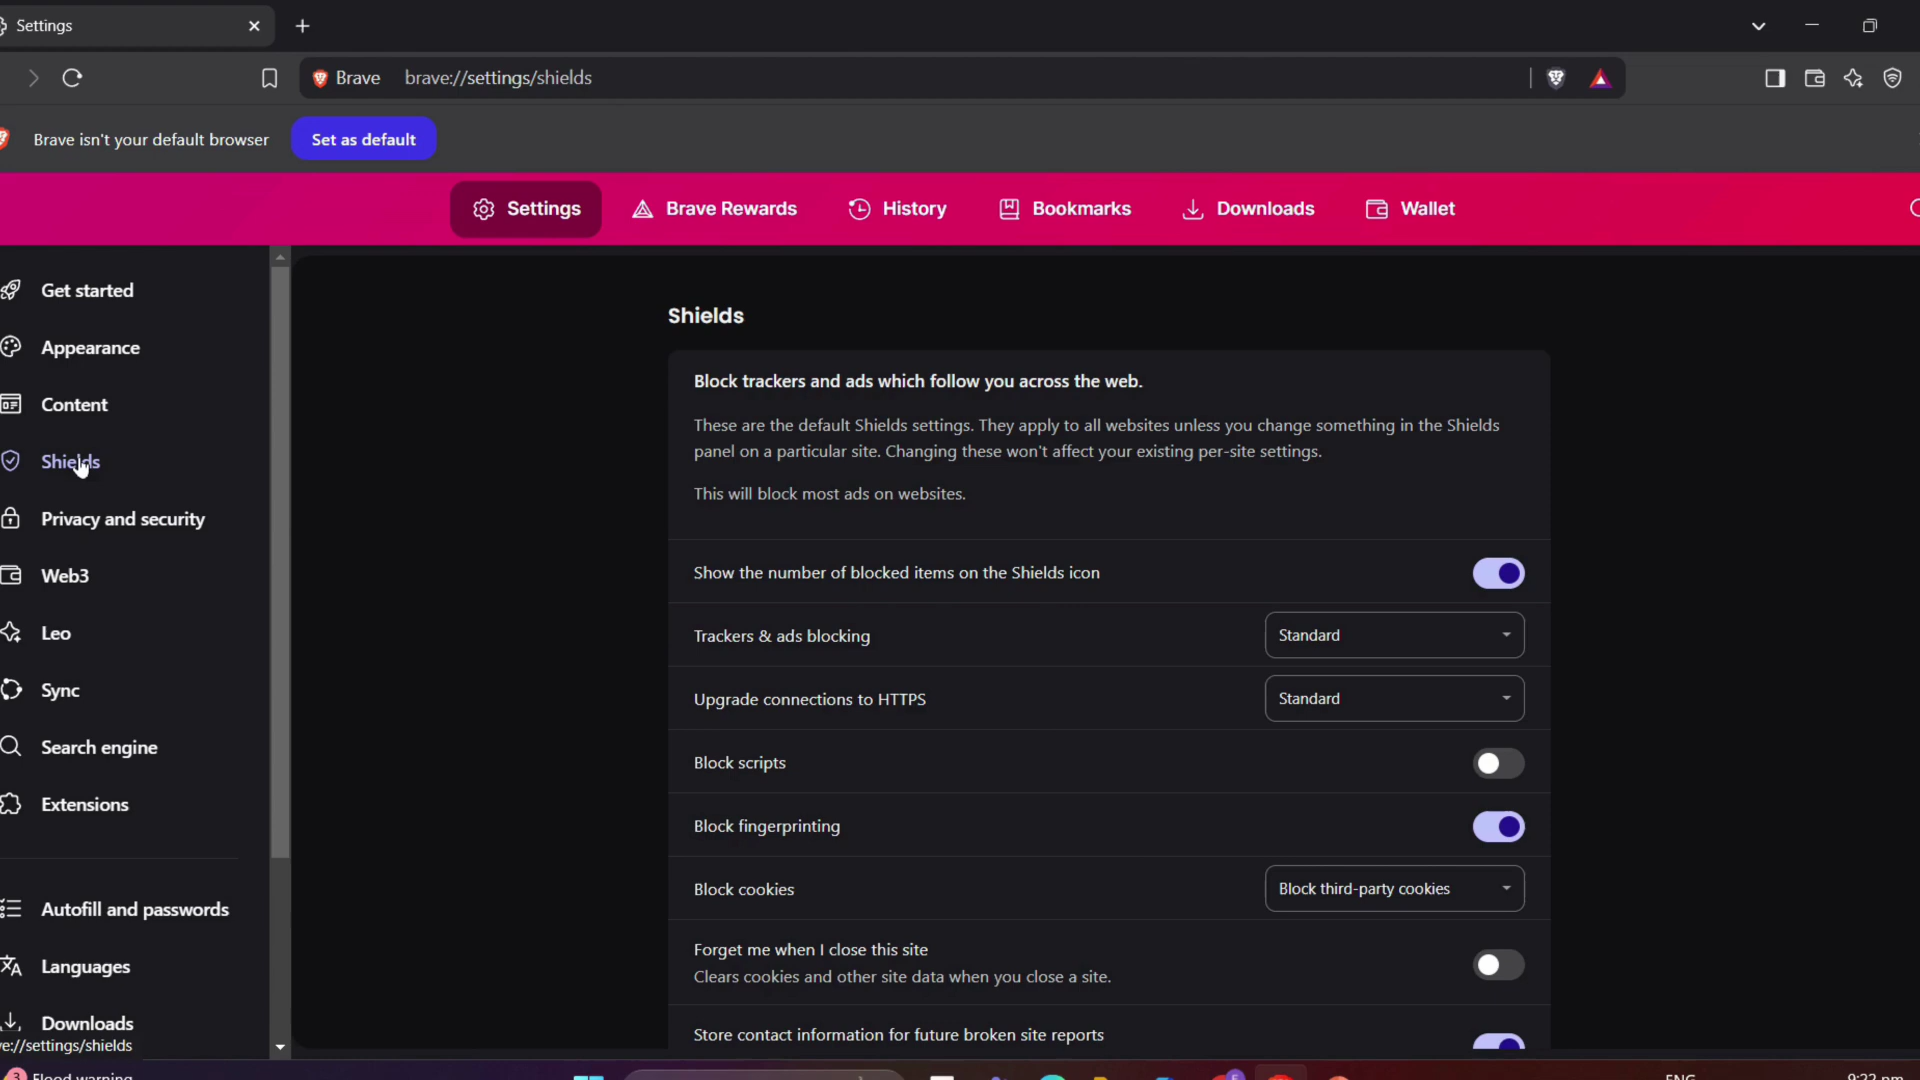 Settings
Brave brave://settings/shields
Brave isn't your default browser Set as default
Settings Brave Rewards History Bookmarks Downloads Wallet
Get started
Appearance
Content
Shields
Privacy and security
Web3
Leo
Sync
Search engine
Extensions
Autofill and passwords
Languages
Downloads
e://settings/shields
Shields
Block trackers and ads which follow you across the web.
These are the default Shields settings. They apply to all websites unless you change something in the Shields
panel on a particular site. Changing these won't affect your existing per-site settings.
This will block most ads on websites.
Show the number of blocked items on the Shields icon
Trackers & ads blocking Standard
Upgrade connections to HTTPS Standard
Block scripts
Block fingerprinting
Block cookies Block third-party cookies
Forget me when I close this site
Clears cookies and other site data when you close a site.
Store contact information for future broken site reports
3 Flood warning ENG 9:22 pm